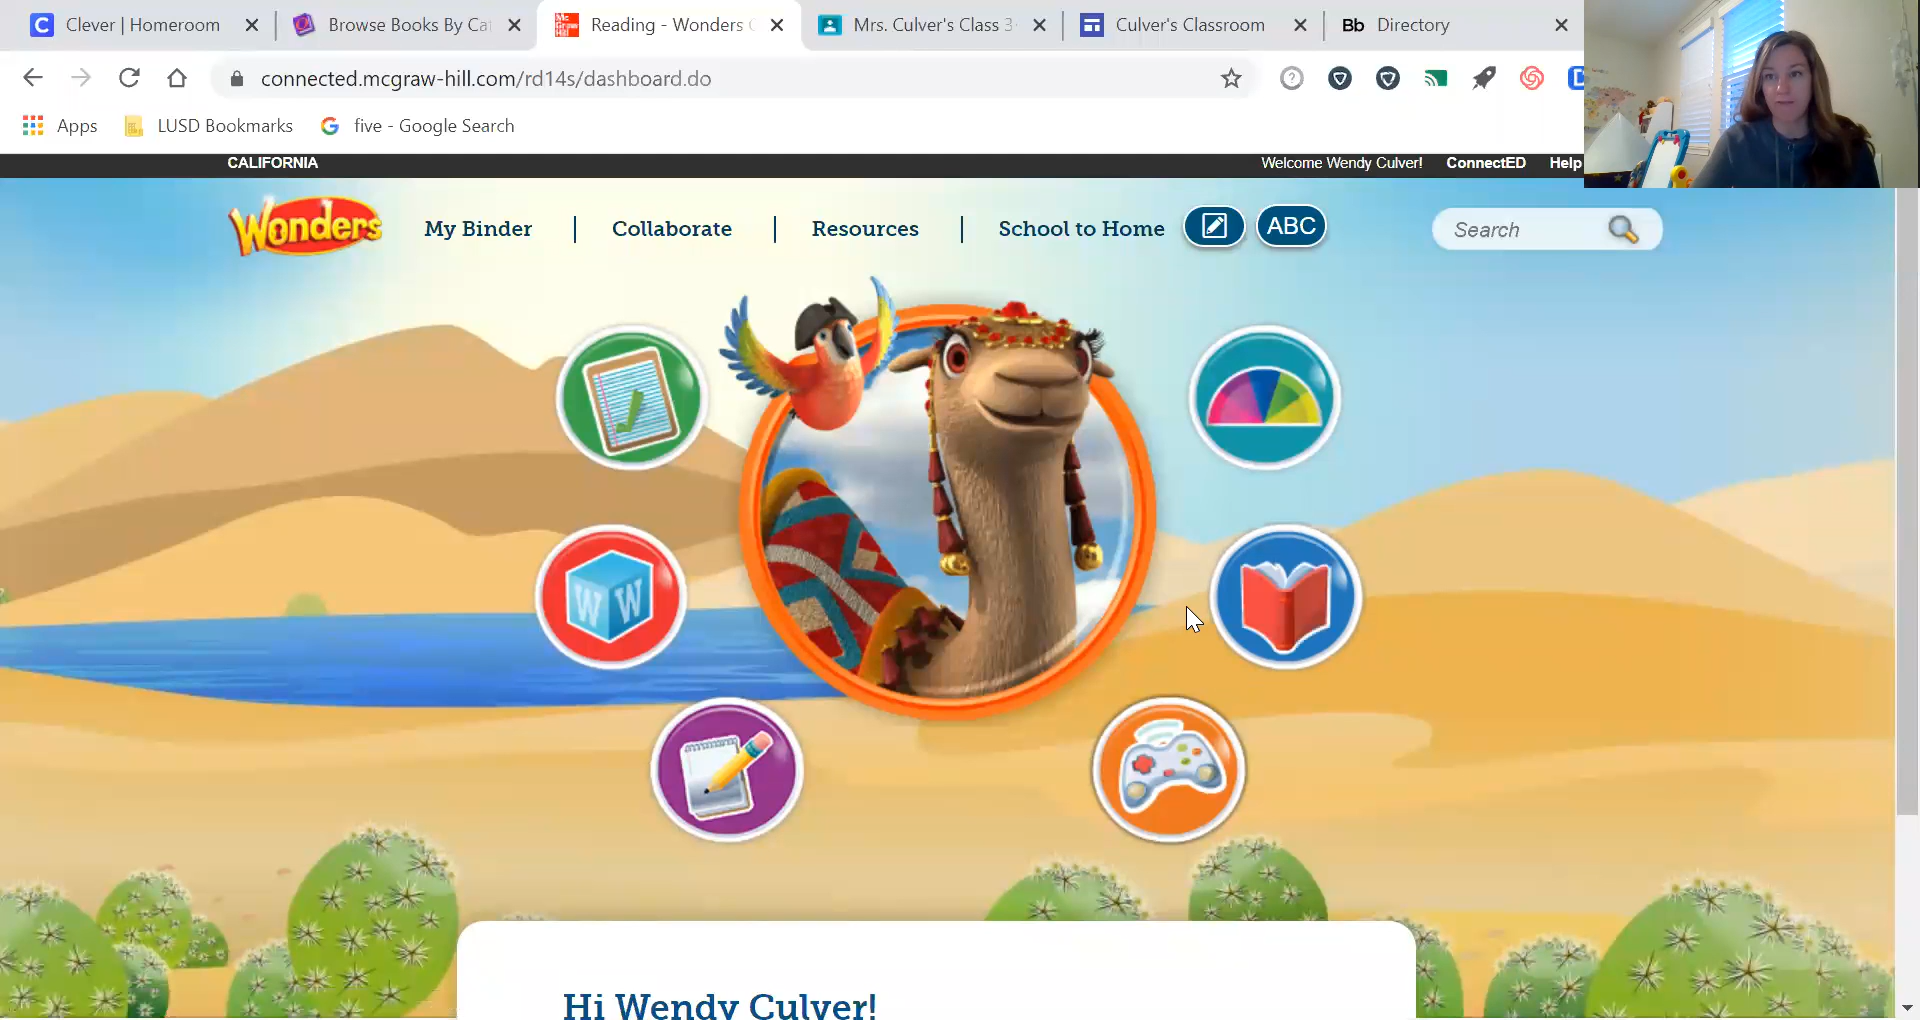 Clever | Homeroom
Browse Books By Ca
Reading - Wonders
Mrs. Culver's Class 3
Culver's Classroom
Bb Directory
connected.mcgraw-hill.com/rd14s/dashboard.do
Apps
LUSD Bookmarks
five - Google Search
CALIFORNIA
Welcome Wendy Culver! ConnectED Help
Wonders
My Binder
Collaborate
Resources
School to Home
ABC
Search
W W
Hi Wendy Culver!